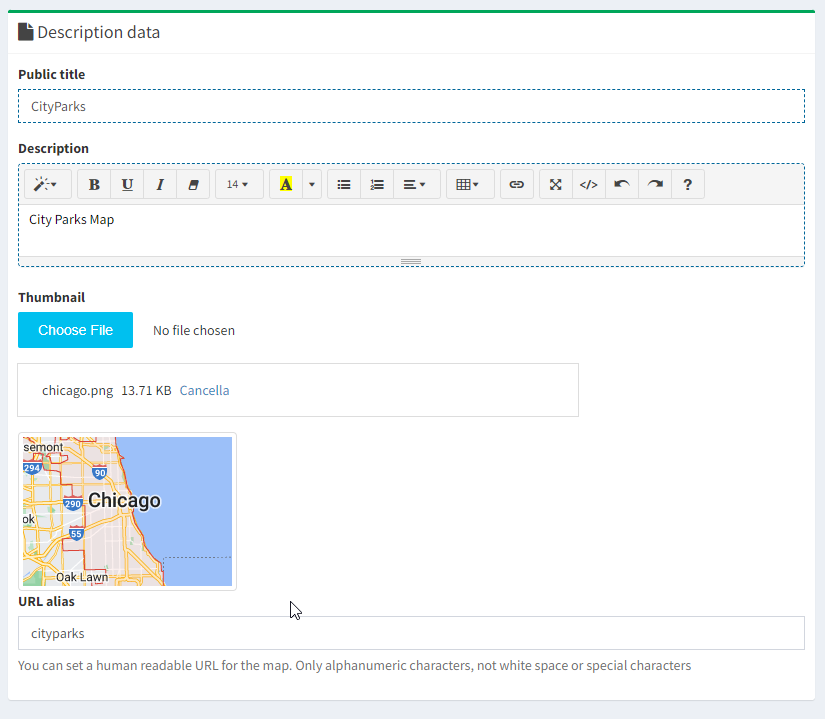 Description data
Public title
CityParks
Description
B U I 14 A </> ?
City Parks Map
Thumbnail
Choose File No file chosen
chicago.png 13.71 KB Cancella
semont
294 90
290 Chicago
ok
55
Oak Lawn
URL alias
cityparks
You can set a human readable URL for the map. Only alphanumeric characters, not white space or special characters